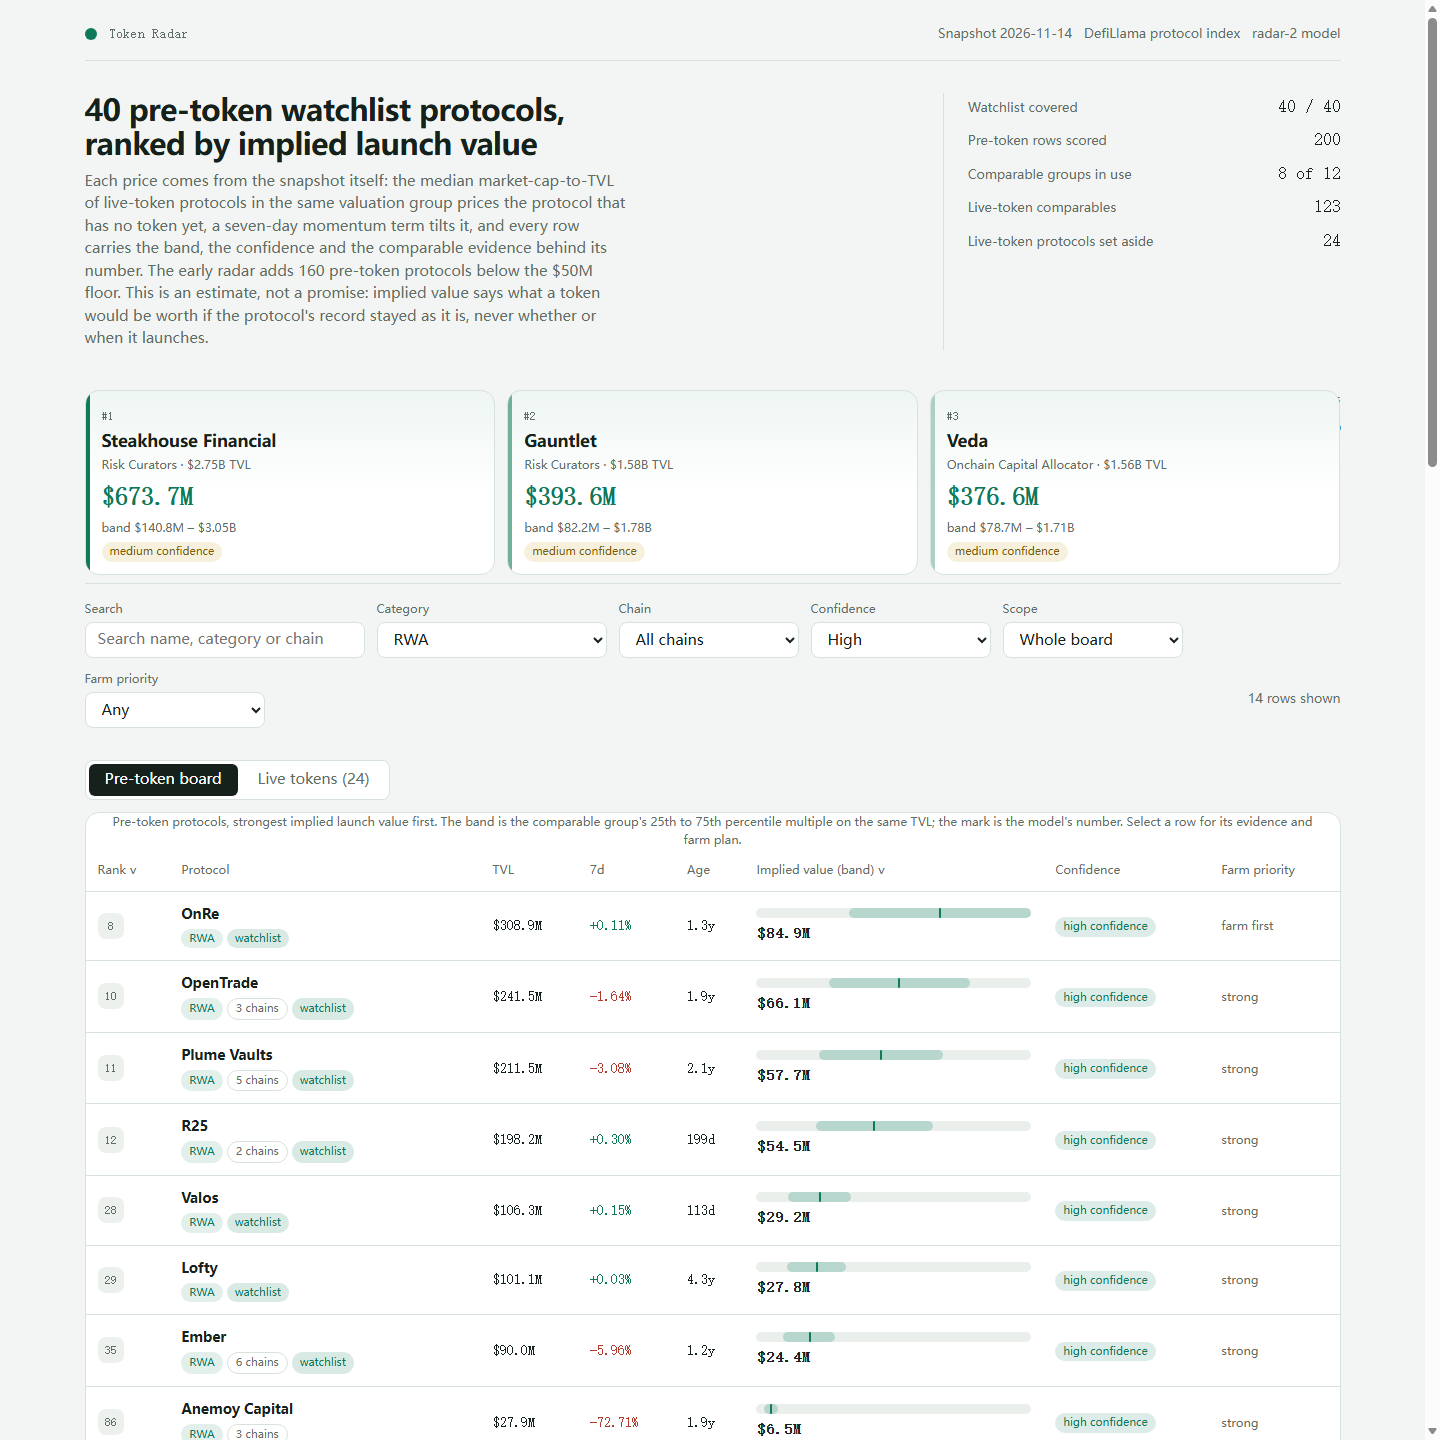 Token Radar
Snapshot 2026-11-14 DefiLlama protocol index radar-2 model
40 pre-token watchlist protocols,
ranked by implied launch value
Each price comes from the snapshot itself: the median market-cap-to-TVL
of live-token protocols in the same valuation group prices the protocol that
has no token yet, a seven-day momentum term tilts it, and every row
carries the band, the confidence and the comparable evidence behind its
number. The early radar adds 160 pre-token protocols below the $50M
floor. This is an estimate, not a promise: implied value says what a token
would be worth if the protocol's record stayed as it is, never whether or
when it launches.
Watchlist covered 40 / 40
Pre-token rows scored 200
Comparable groups in use 8 of 12
Live-token comparables 123
Live-token protocols set aside 24
#1
Steakhouse Financial
Risk Curators · $2.75B TVL
$673.7M
band $140.8M – $3.05B
medium confidence
#2
Gauntlet
Risk Curators · $1.58B TVL
$393.6M
band $82.2M – $1.78B
medium confidence
#3
Veda
Onchain Capital Allocator · $1.56B TVL
$376.6M
band $78.7M – $1.71B
medium confidence
Search Category Chain Confidence Scope
Search name, category or chain RWA All chains High Whole board
Farm priority
Any
14 rows shown
Pre-token board Live tokens (24)
Pre-token protocols, strongest implied launch value first. The band is the comparable group's 25th to 75th percentile multiple on the same TVL; the mark is the model's number. Select a row for its evidence and
farm plan.
Rank v Protocol TVL 7d Age Implied value (band) v Confidence Farm priority
8 OnRe $308.9M +0.11% 1.3y $84.9M high confidence farm first
RWA watchlist
10 OpenTrade $241.5M −1.64% 1.9y $66.1M high confidence strong
RWA 3 chains watchlist
11 Plume Vaults $211.5M −3.08% 2.1y $57.7M high confidence strong
RWA 5 chains watchlist
12 R25 $198.2M +0.30% 199d $54.5M high confidence strong
RWA 2 chains watchlist
28 Valos $106.3M +0.15% 113d $29.2M high confidence strong
RWA watchlist
29 Lofty $101.1M +0.03% 4.3y $27.8M high confidence strong
RWA watchlist
35 Ember $90.0M −5.96% 1.2y $24.4M high confidence strong
RWA 6 chains watchlist
86 Anemoy Capital $27.9M −72.71% 1.9y $6.5M high confidence strong
RWA 3 chains